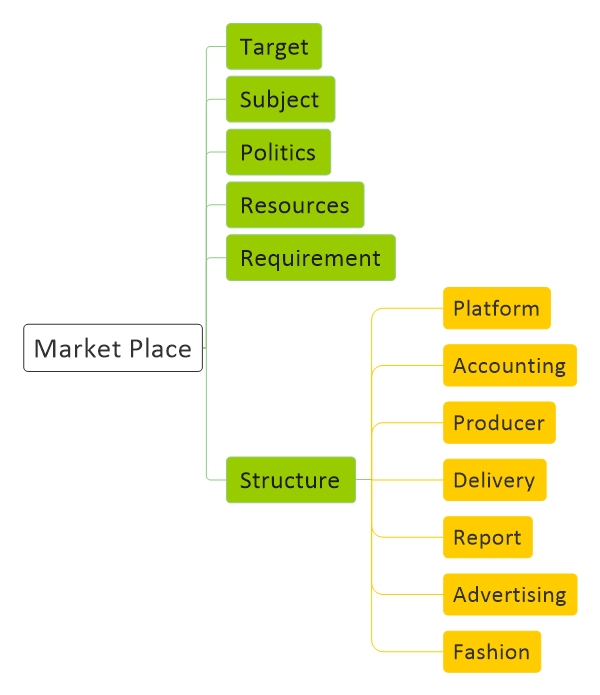 Target
Subject
Politics
Resources
Requirement
Market Place
Structure
Platform
Accounting
Producer
Delivery
Report
Advertising
Fashion